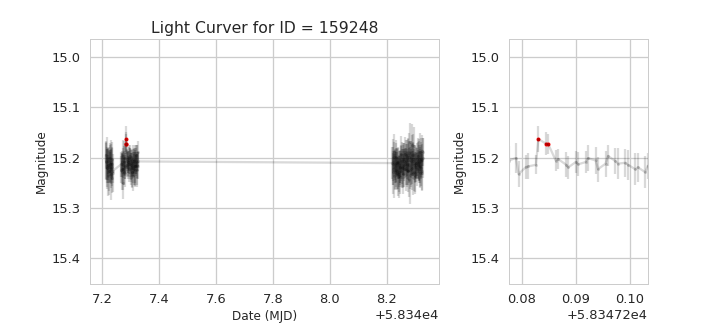 Light Curver for ID = 159248
Magnitude
15.0
15.1
15.2
15.3
15.4
7.2 7.4 7.6 7.8 8.0 8.2
Date (MJD)
+5.834e4
Magnitude
15.0
15.1
15.2
15.3
15.4
0.08 0.09 0.10
+5.83472e4